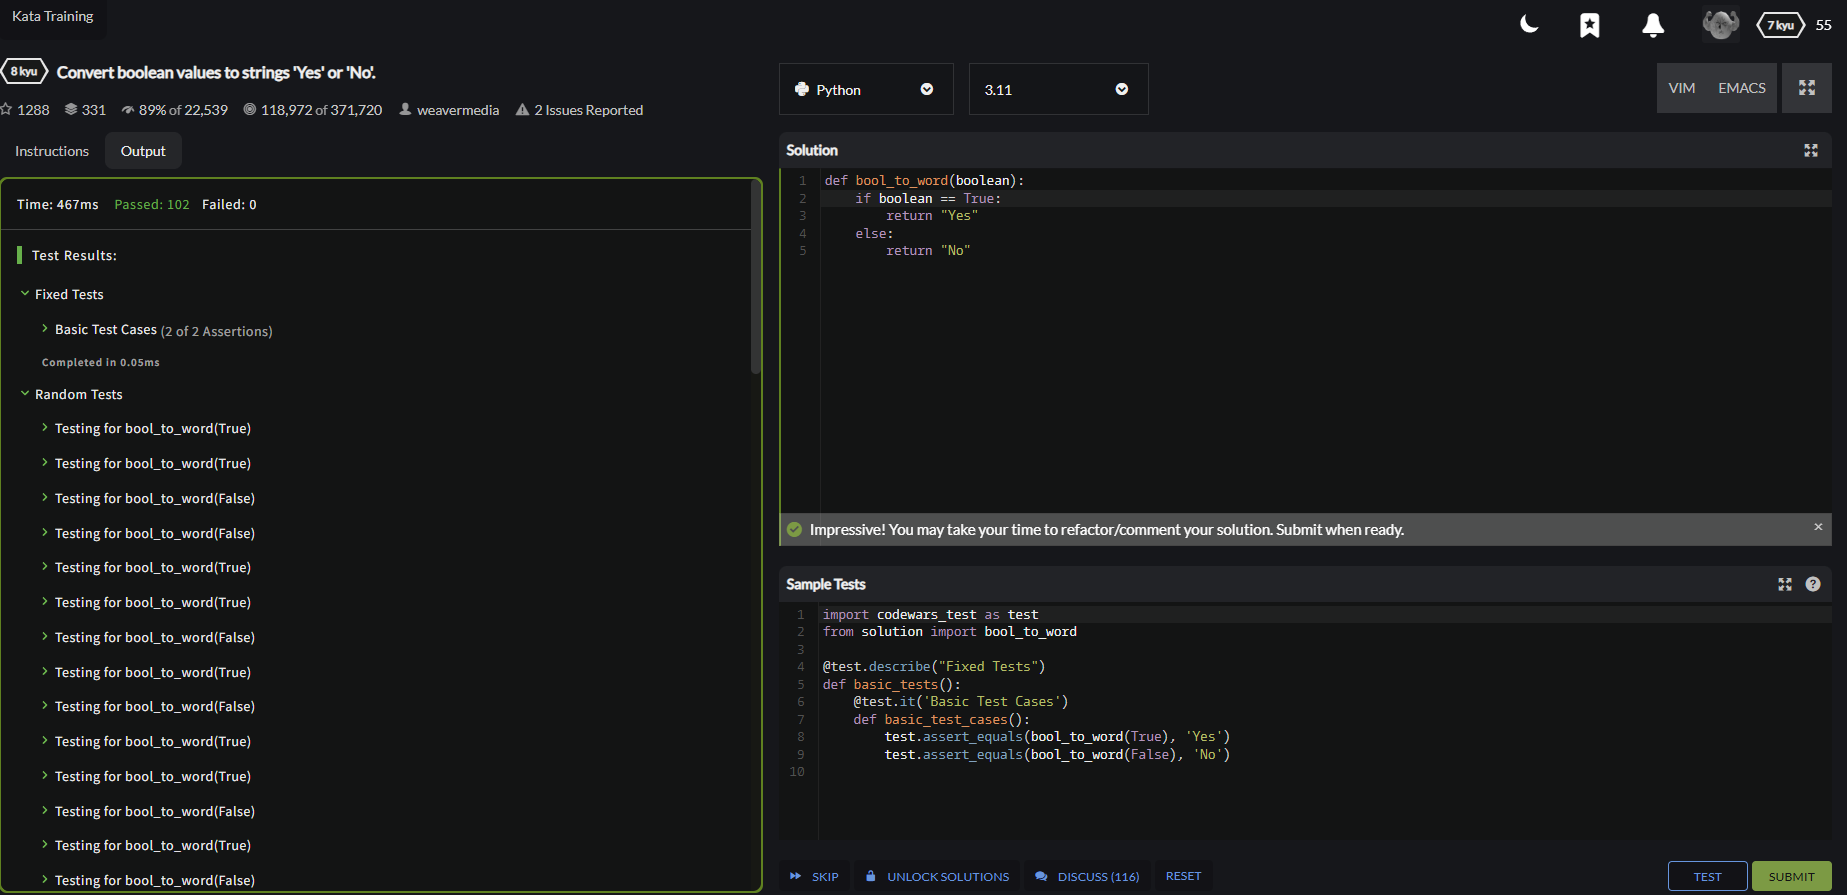 Kata Training
7 kyu 55
8 kyu Convert boolean values to strings 'Yes' or 'No'.
1288 331 89% of 22,539 118,972 of 371,720 weavermedia 2 Issues Reported
Instructions Output
Time: 467ms Passed: 102 Failed: 0
Test Results:
Fixed Tests
Basic Test Cases (2 of 2 Assertions)
Completed in 0.05ms
Random Tests
Testing for bool_to_word(True)
Testing for bool_to_word(True)
Testing for bool_to_word(False)
Testing for bool_to_word(False)
Testing for bool_to_word(True)
Testing for bool_to_word(True)
Testing for bool_to_word(False)
Testing for bool_to_word(True)
Testing for bool_to_word(False)
Testing for bool_to_word(True)
Testing for bool_to_word(True)
Testing for bool_to_word(False)
Testing for bool_to_word(True)
Testing for bool_to_word(False)
Python 3.11 VIM EMACS
Solution
1 def bool_to_word(boolean):
2 if boolean == True:
3 return "Yes"
4 else:
5 return "No"
Impressive! You may take your time to refactor/comment your solution. Submit when ready. ×
Sample Tests ?
1 import codewars_test as test
2 from solution import bool_to_word
3
4 @test.describe("Fixed Tests")
5 def basic_tests():
6 @test.it('Basic Test Cases')
7 def basic_test_cases():
8 test.assert_equals(bool_to_word(True), 'Yes')
9 test.assert_equals(bool_to_word(False), 'No')
10
SKIP UNLOCK SOLUTIONS DISCUSS (116) RESET TEST SUBMIT